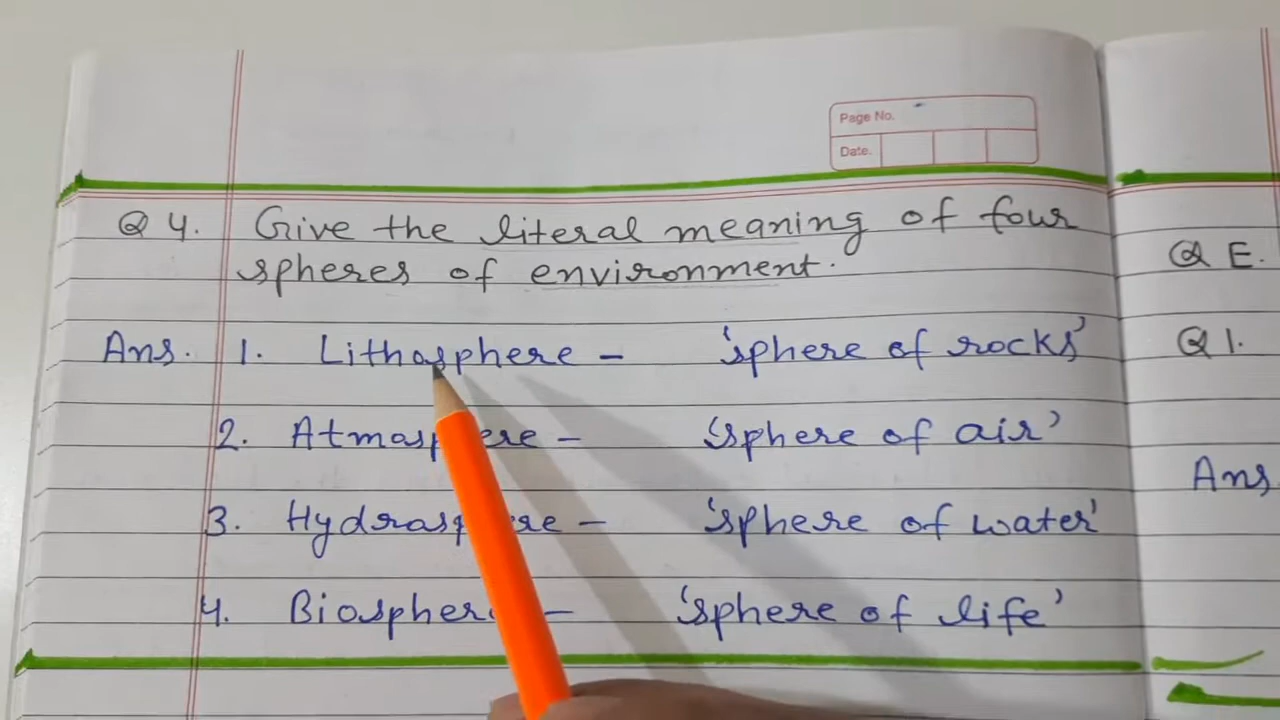 Page No.
Date.
Q 4. Give the literal meaning of four
spheres of environment.
Ans. 1. Lithosphere - 'sphere of rocks'
2. Atmosphere - 'sphere of air'
3. Hydrosphere - 'sphere of water'
4. Biosphere - 'sphere of life'
Q E.
Q 1.
Ans